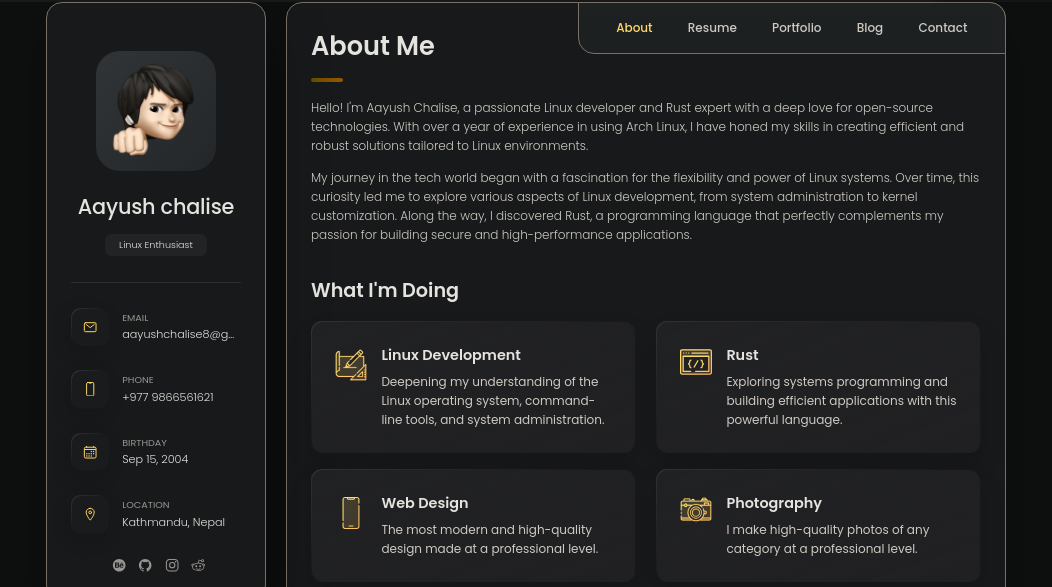 Aayush chalise
Linux Enthusiast
EMAIL
aayushchalise8@g...
PHONE
+977 9866561621
BIRTHDAY
Sep 15, 2004
LOCATION
Kathmandu, Nepal
About Resume Portfolio Blog Contact
About Me
Hello! I'm Aayush Chalise, a passionate Linux developer and Rust expert with a deep love for open-source
technologies. With over a year of experience in using Arch Linux, I have honed my skills in creating efficient and
robust solutions tailored to Linux environments.
My journey in the tech world began with a fascination for the flexibility and power of Linux systems. Over time, this
curiosity led me to explore various aspects of Linux development, from system administration to kernel
customization. Along the way, I discovered Rust, a programming language that perfectly complements my
passion for building secure and high-performance applications.
What I'm Doing
Linux Development
Deepening my understanding of the
Linux operating system, command-
line tools, and system administration.
Rust
Exploring systems programming and
building efficient applications with this
powerful language.
Web Design
The most modern and high-quality
design made at a professional level.
Photography
I make high-quality photos of any
category at a professional level.